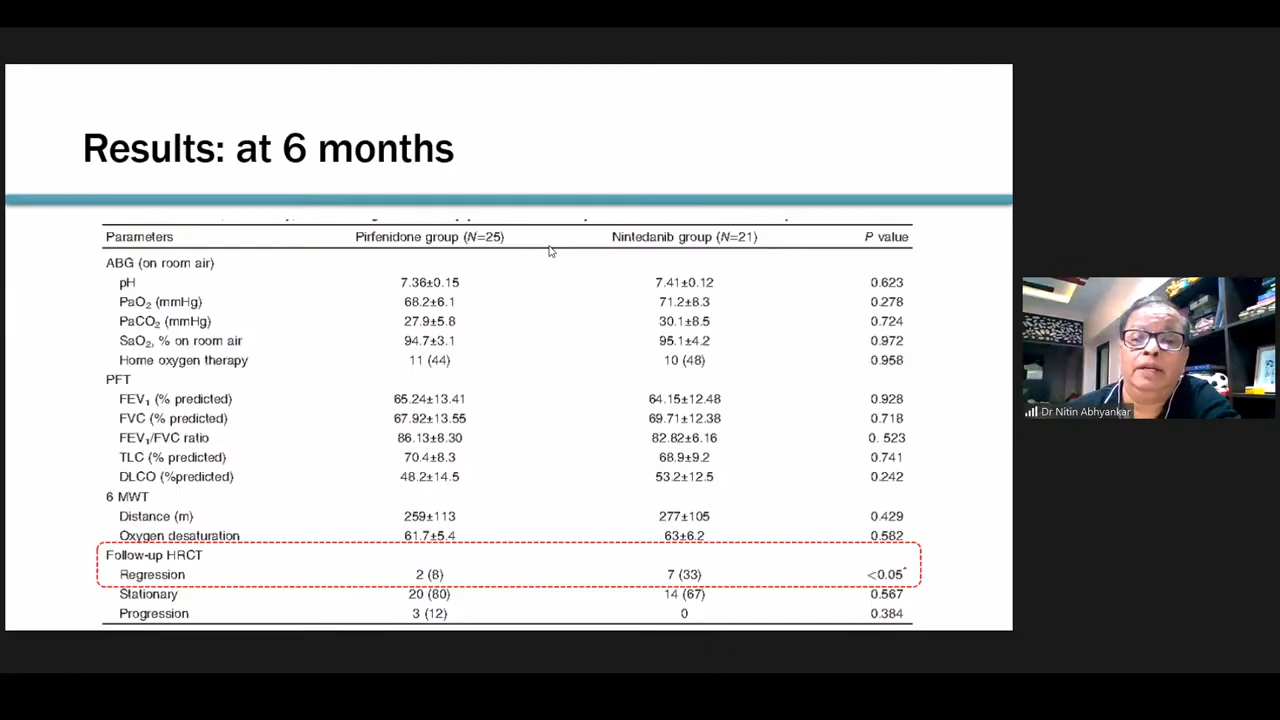 Results: at 6 months
Parameters Pirfenidone group (N=25) Nintedanib group (N=21) P value
ABG (on room air)
pH 7.36±0.15 7.41±0.12 0.623
PaO2 (mmHg) 68.2±6.1 71.2±8.3 0.278
PaCO2 (mmHg) 27.9±5.8 30.1±8.5 0.724
SaO2, % on room air 94.7±3.1 95.1±4.2 0.972
Home oxygen therapy 11 (44) 10 (48) 0.958
PFT
FEV1 (% predicted) 65.24±13.41 64.15±12.48 0.928
FVC (% predicted) 67.92±13.55 69.71±12.38 0.718
FEV1/FVC ratio 86.13±8.30 82.82±6.16 0. 523
TLC (% predicted) 70.4±8.3 68.9±9.2 0.741
DLCO (%predicted) 48.2±14.5 53.2±12.5 0.242
6 MWT
Distance (m) 259±113 277±105 0.429
Oxygen desaturation 61.7±5.4 63±6.2 0.582
Follow-up HRCT
Regression 2 (8) 7 (33) <0.05*
Stationary 20 (80) 14 (67) 0.567
Progression 3 (12) 0 0.384
Dr Nitin Abhyankar